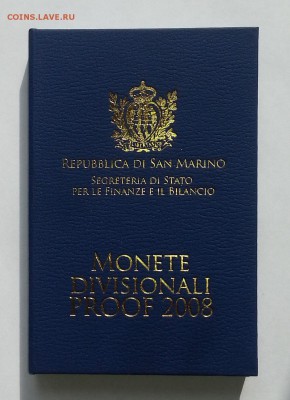 COINS.LAVE.RU
REPUBBLICA DI SAN MARINO
SEGRETERIA DI STATO
PER LE FINANZE E IL BILANCIO
MONETE
DIVISIONALI
PROOF 2008